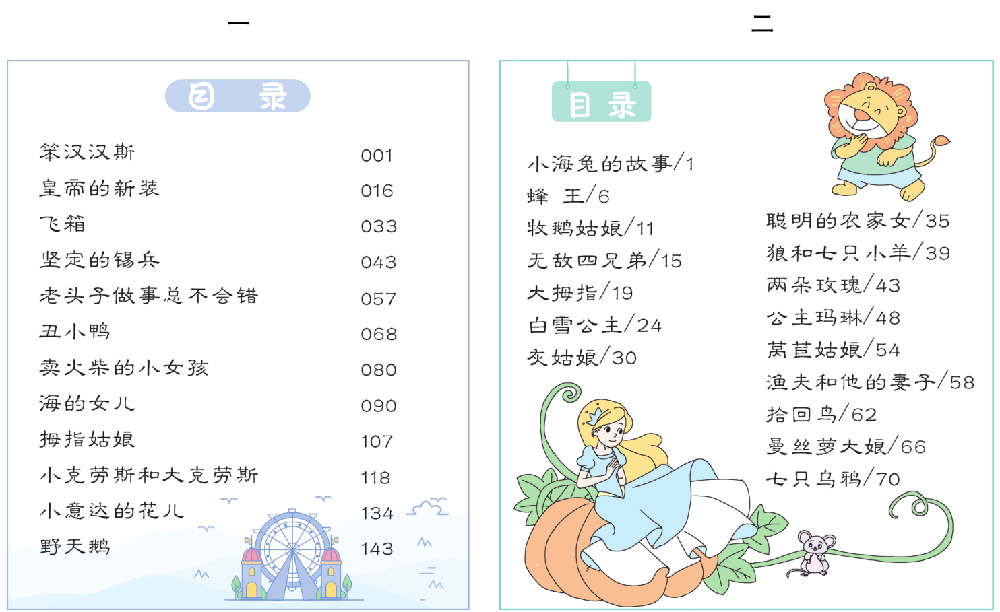 一
目 录
笨汉汉斯 001
皇帝的新装 016
飞箱 033
坚定的锡兵 043
老头子做事总不会错 057
丑小鸭 068
卖火柴的小女孩 080
海的女儿 090
拇指姑娘 107
小克劳斯和大克劳斯 118
小意达的花儿 134
野天鹅 143
二
目 录
小海兔的故事/1
蜂 王/6
牧鹅姑娘/11
无敌四兄弟/15
大拇指/19
白雪公主/24
灰姑娘/30
聪明的农家女/35
狼和七只小羊/39
两朵玫瑰/43
公主玛琳/48
莴苣姑娘/54
渔夫和他的妻子/58
拾回鸟/62
曼丝萝大娘/66
七只乌鸦/70